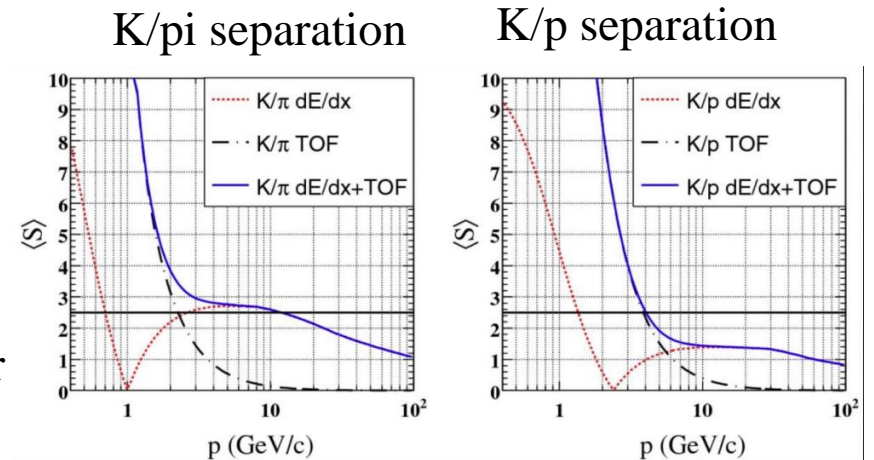 K/pi separation
K/p separation
10
9
8
7
6
5
4
3
2
1
0
⟨S⟩
K/π dE/dx
K/π TOF
K/π dE/dx+TOF
1
10
10²
p (GeV/c)
10
9
8
7
6
5
4
3
2
1
0
⟨S⟩
K/p dE/dx
K/p TOF
K/p dE/dx+TOF
1
10
10²
p (GeV/c)
r